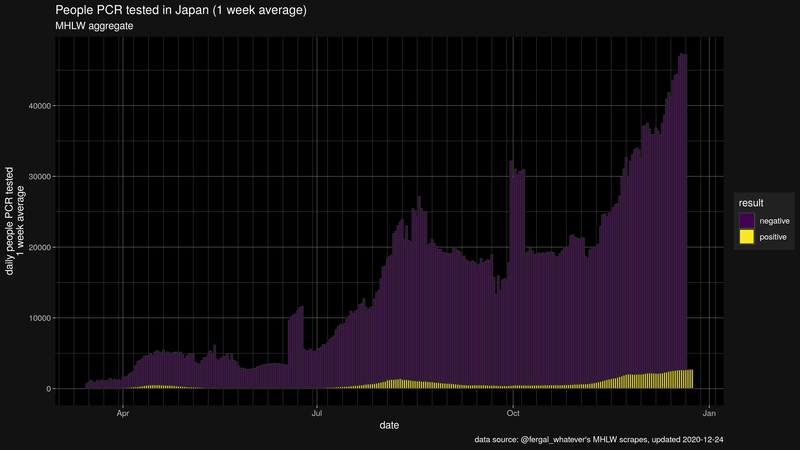 People PCR tested in Japan (1 week average)
MHLW aggregate
daily people PCR tested
1 week average
40000
30000
20000
10000
0
Apr
Jul
Oct
Jan
date
result
negative
positive
data source: @fergal_whatever's MHLW scrapes, updated 2020-12-24